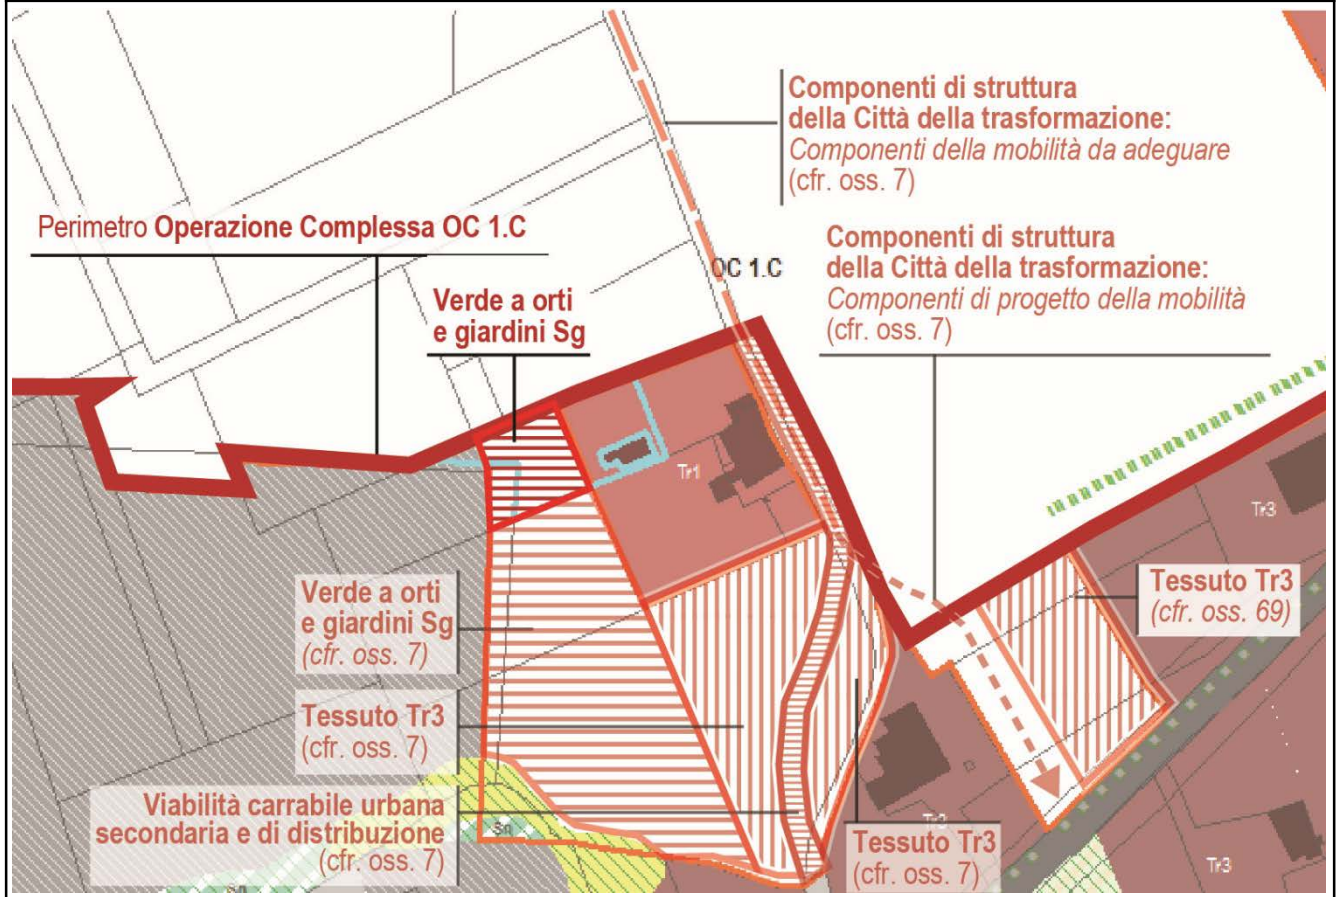 Componenti di struttura
della Città della trasformazione:
Componenti della mobilità da adeguare
(cfr. oss. 7)
Perimetro Operazione Complessa OC 1.C
OC 1.C
Componenti di struttura
della Città della trasformazione:
Componenti di progetto della mobilità
(cfr. oss. 7)
Verde a orti
e giardini Sg
Tr1
Tr3
Tessuto Tr3
(cfr. oss. 69)
Verde a orti
e giardini Sg
(cfr. oss. 7)
Tessuto Tr3
(cfr. oss. 7)
Viabilità carrabile urbana
secondaria e di distribuzione
(cfr. oss. 7)
Sn
Tr3
Tessuto Tr3
(cfr. oss. 7)
Tr3
Sn